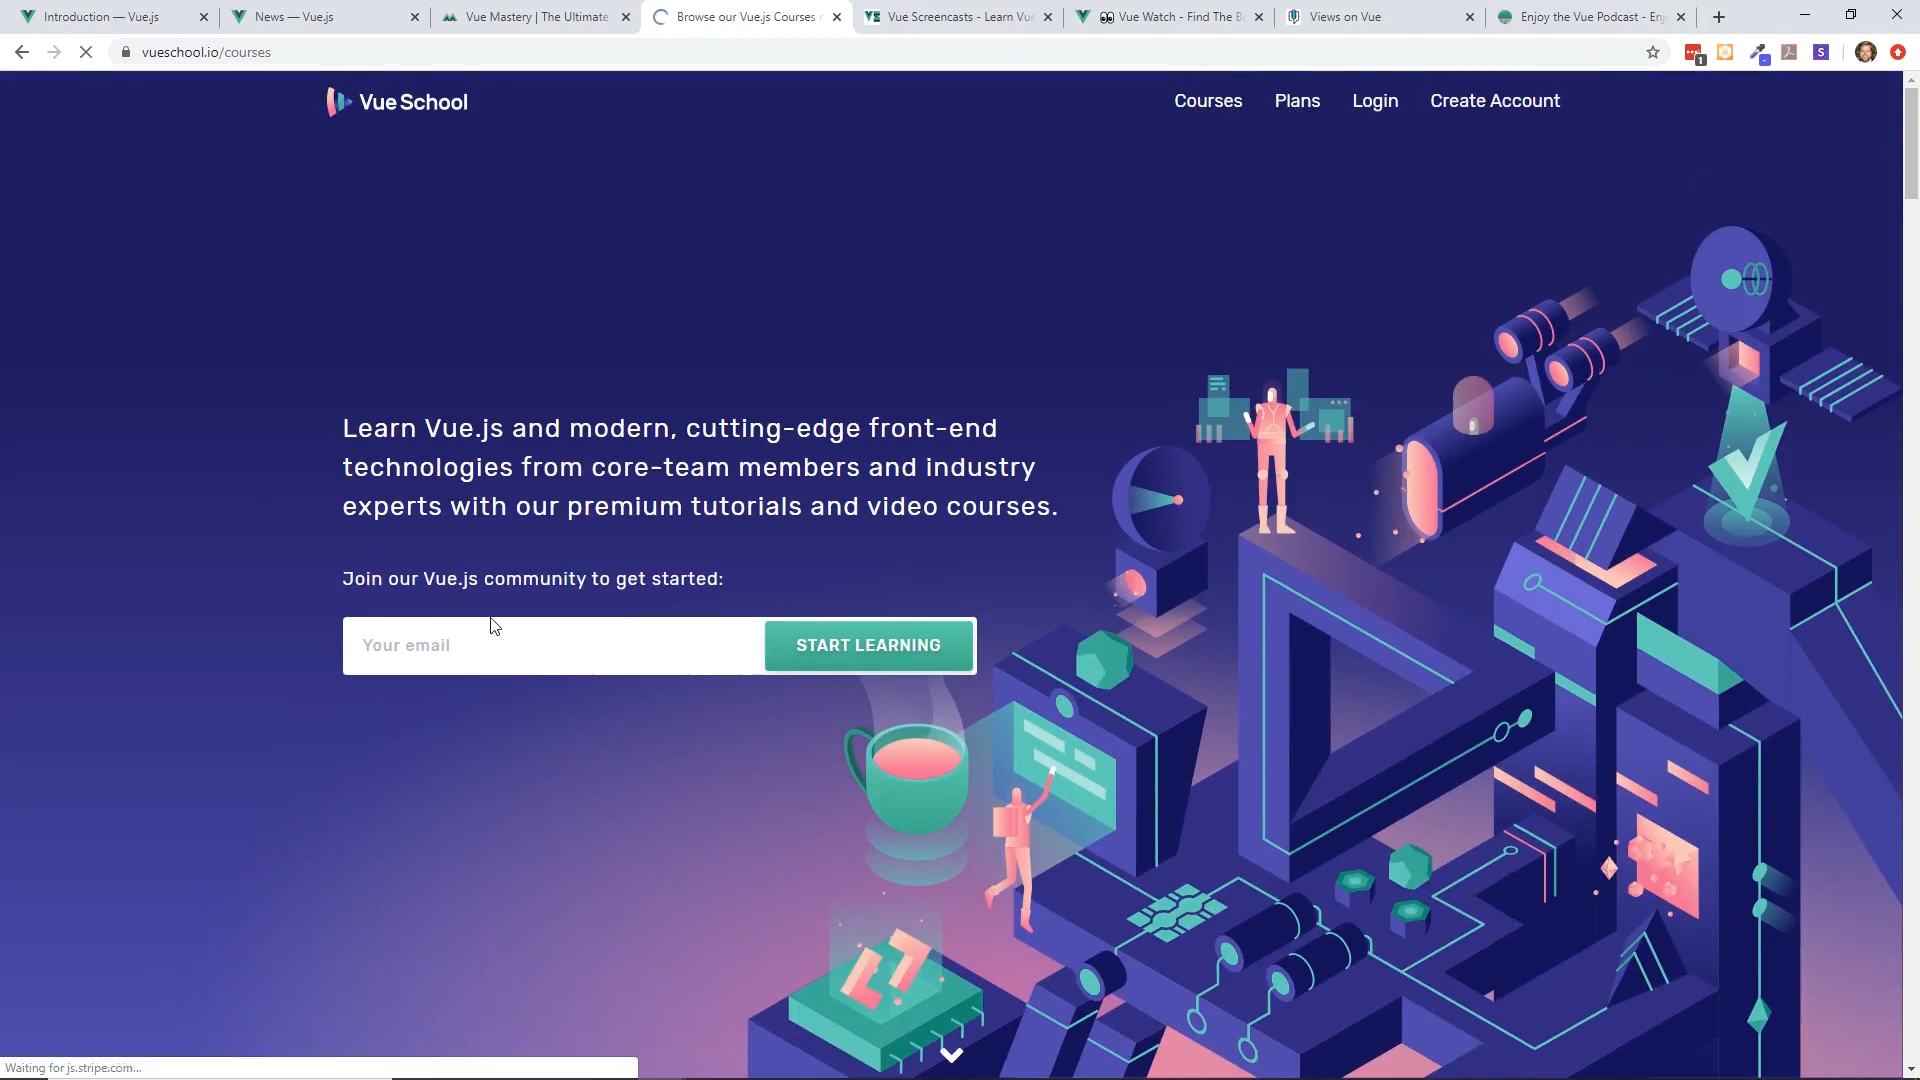 Introduction — Vue.js
News — Vue.js
Vue Mastery | The Ultimate
Browse our Vue.js Courses
Vue Screencasts - Learn Vue
Vue Watch - Find The Be
Views on Vue
Enjoy the Vue Podcast - Enj
vueschool.io/courses
1
S
Vue School
Courses
Plans
Login
Create Account
Learn Vue.js and modern, cutting-edge front-end
technologies from core-team members and industry
experts with our premium tutorials and video courses.
Join our Vue.js community to get started:
Your email
START LEARNING
Waiting for js.stripe.com...